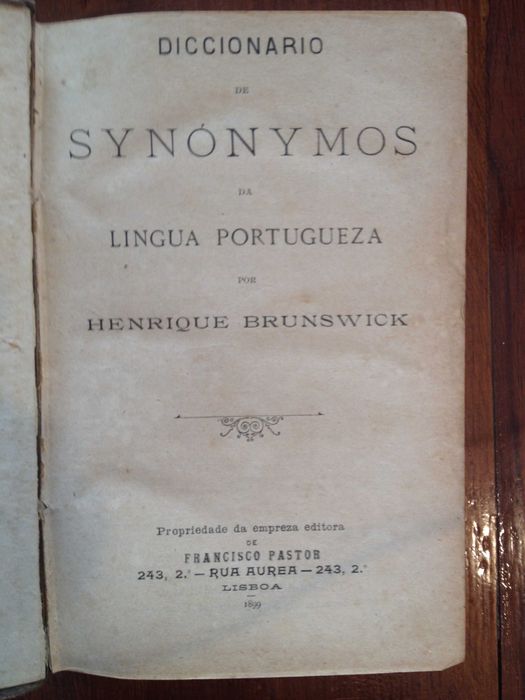 DICCIONARIO
DE
SYNÓNYMOS
DA
LINGUA PORTUGUEZA
POR
HENRIQUE BRUNSWICK
Propriedade da empreza editora
DE
FRANCISCO PASTOR
243, 2.º — RUA AUREA — 243, 2.º
LISBOA
—
1899